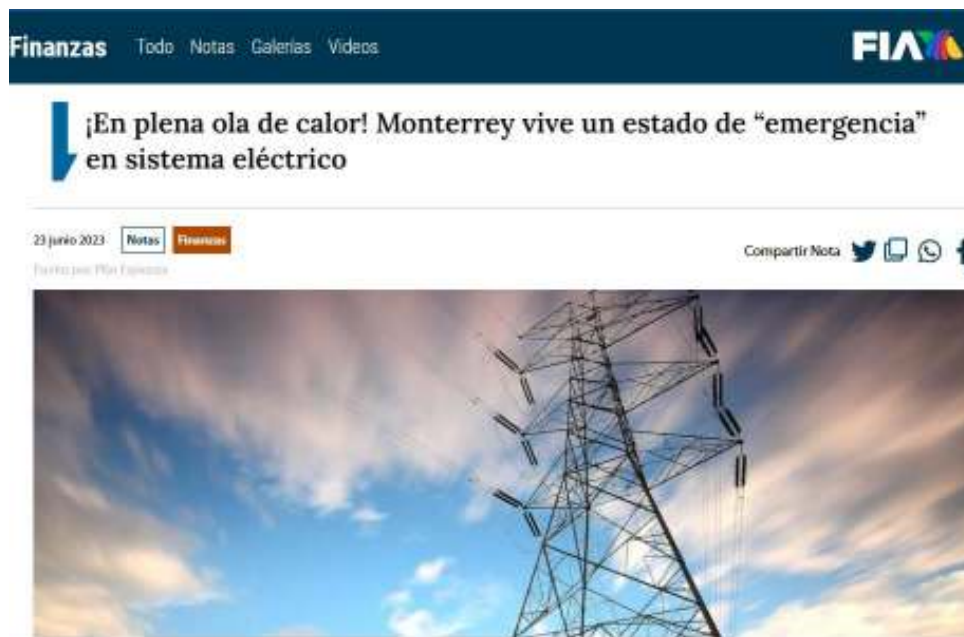 Finanzas Todo Notas Galerías Videos FIA
¡En plena ola de calor! Monterrey vive un estado de “emergencia”
en sistema eléctrico
23 junio 2023 Notas Finanzas
Compartir Nota